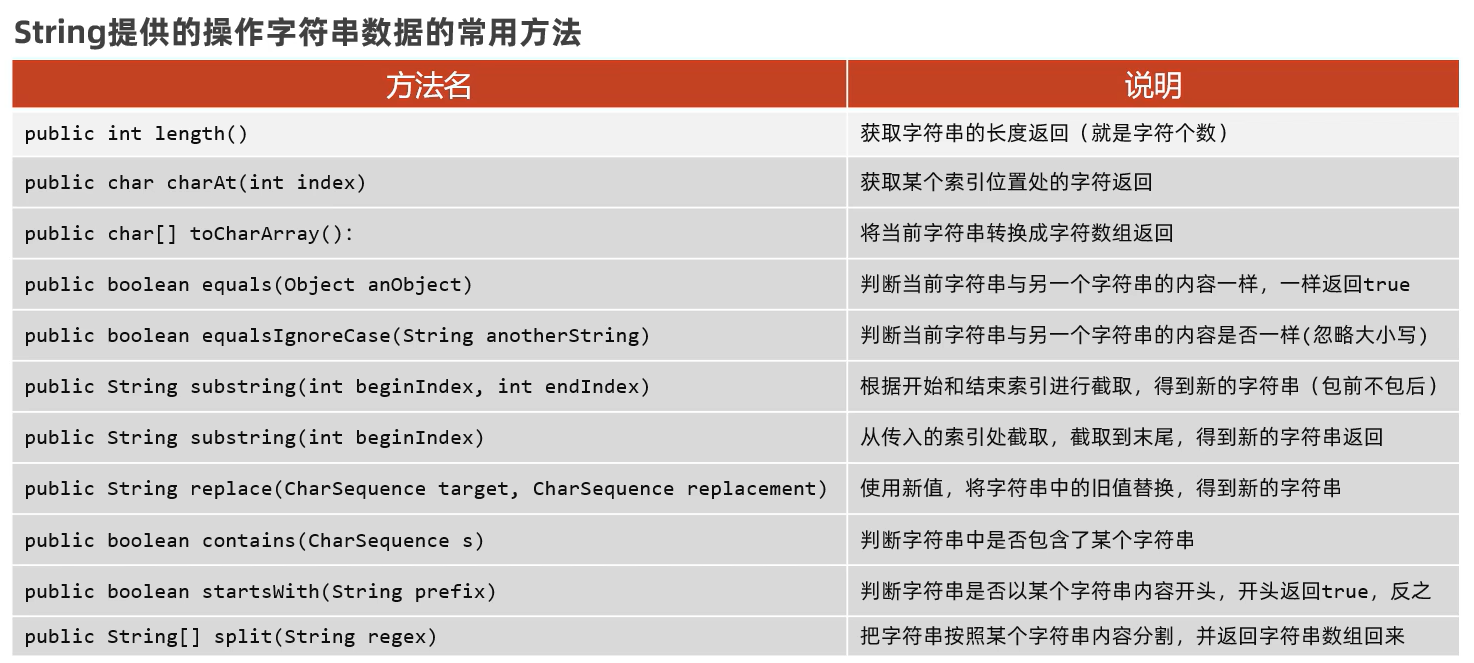 String提供的操作字符串数据的常用方法
方法名 说明
public int length() 获取字符串的长度返回（就是字符个数）
public char charAt(int index) 获取某个索引位置处的字符返回
public char[] toCharArray(): 将当前字符串转换成字符数组返回
public boolean equals(Object anObject) 判断当前字符串与另一个字符串的内容一样，一样返回true
public boolean equalsIgnoreCase(String anotherString) 判断当前字符串与另一个字符串的内容是否一样(忽略大小写)
public String substring(int beginIndex, int endIndex) 根据开始和结束索引进行截取，得到新的字符串（包前不包后）
public String substring(int beginIndex) 从传入的索引处截取，截取到末尾，得到新的字符串返回
public String replace(CharSequence target, CharSequence replacement) 使用新值，将字符串中的旧值替换，得到新的字符串
public boolean contains(CharSequence s) 判断字符串中是否包含了某个字符串
public boolean startsWith(String prefix) 判断字符串是否以某个字符串内容开头，开头返回true，反之
public String[] split(String regex) 把字符串按照某个字符串内容分割，并返回字符串数组回来